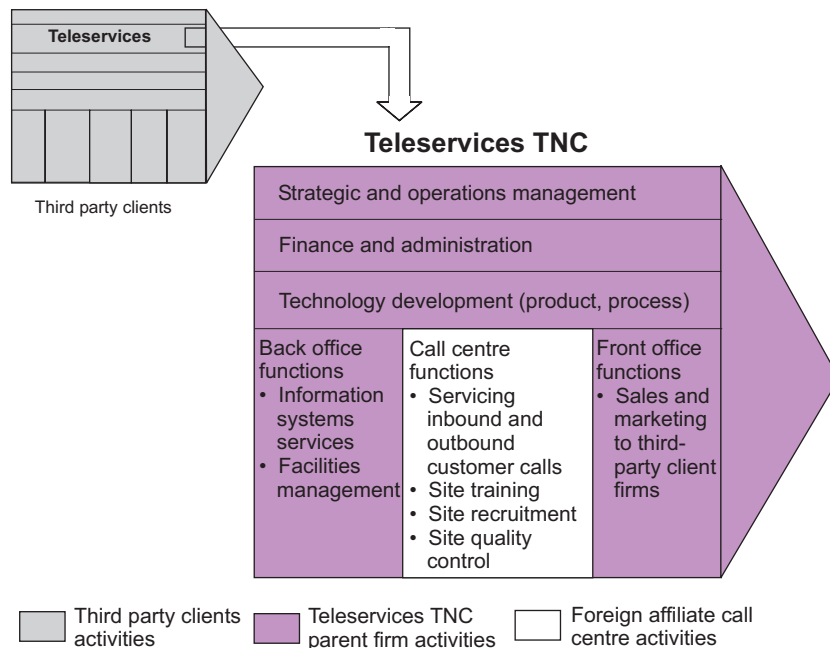 Teleservices
Third party clients
Teleservices TNC
Strategic and operations management
Finance and administration
Technology development (product, process)
Back office
functions
• Information
systems
services
• Facilities
management
Call centre
functions
• Servicing
inbound and
outbound
customer calls
• Site training
• Site recruitment
• Site quality
control
Front office
functions
• Sales and
marketing
to third-
party client
firms
Third party clients
activities
Teleservices TNC
parent firm activities
Foreign affiliate call
centre activities